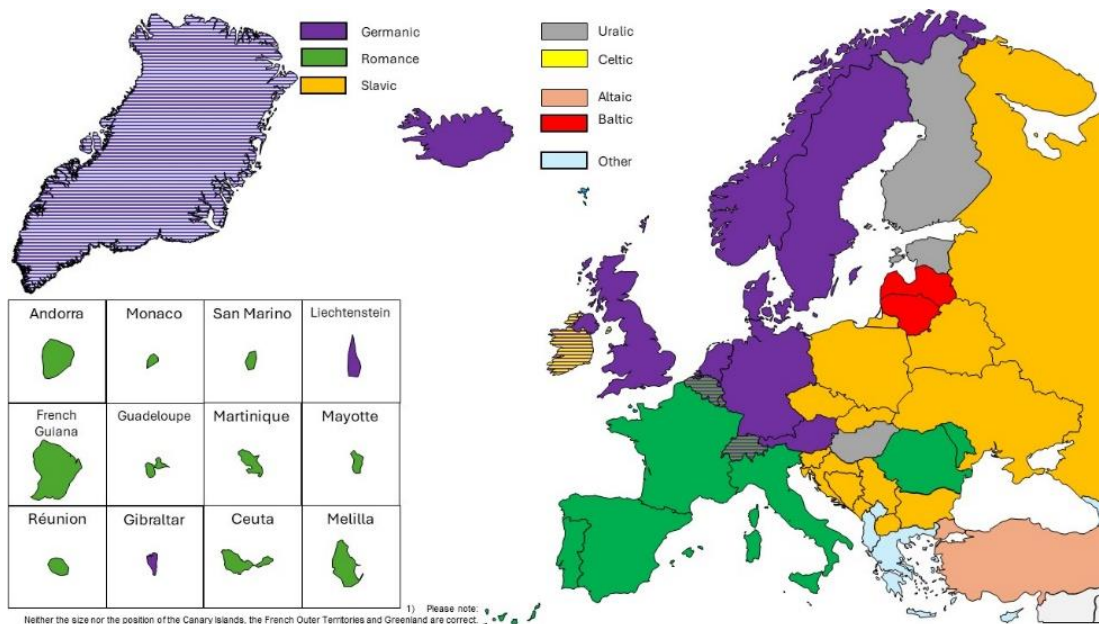 Germanic
Romance
Slavic
Uralic
Celtic
Altaic
Baltic
Other
Andorra
Monaco
San Marino
Liechtenstein
French
Guiana
Guadeloupe
Martinique
Mayotte
Réunion
Gibraltar
Ceuta
Melilla
1) Please note:
Neither the size nor the position of the Canary Islands, the French Outer Territories and Greenland are correct.